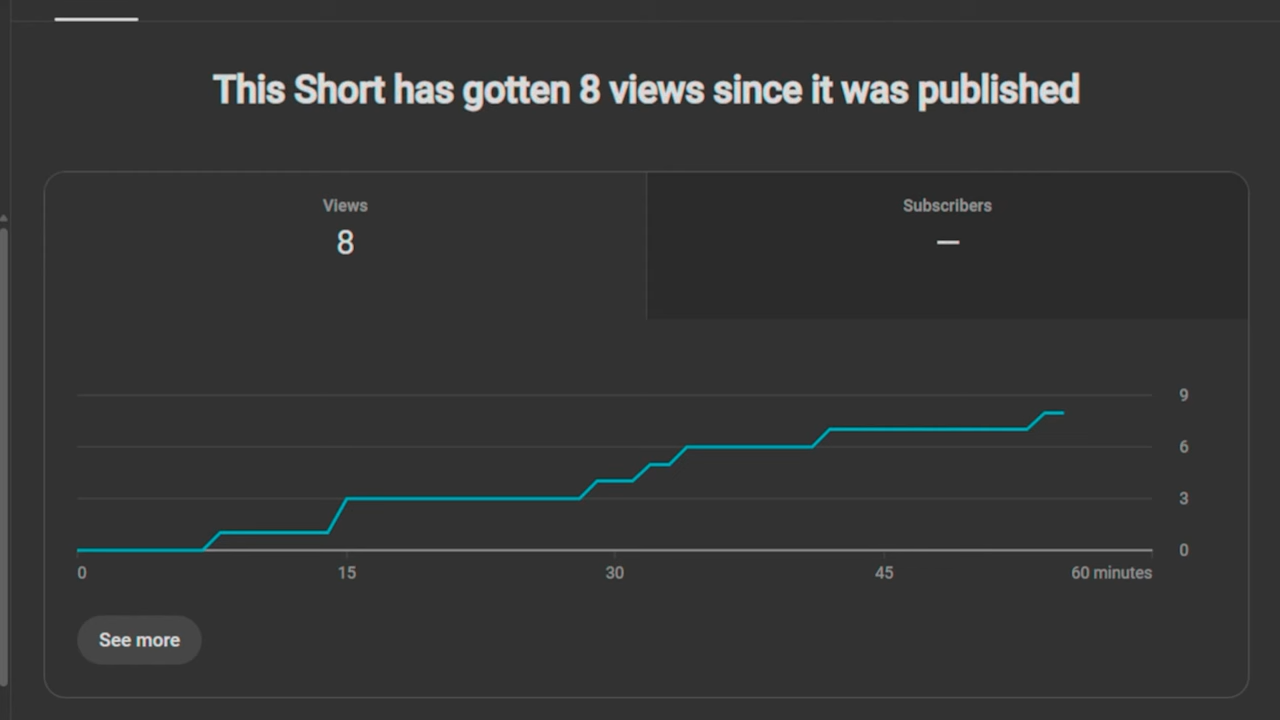 This Short has gotten 8 views since it was published
Views
8
Subscribers
—
9
6
3
0
0 15 30 45 60 minutes
See more